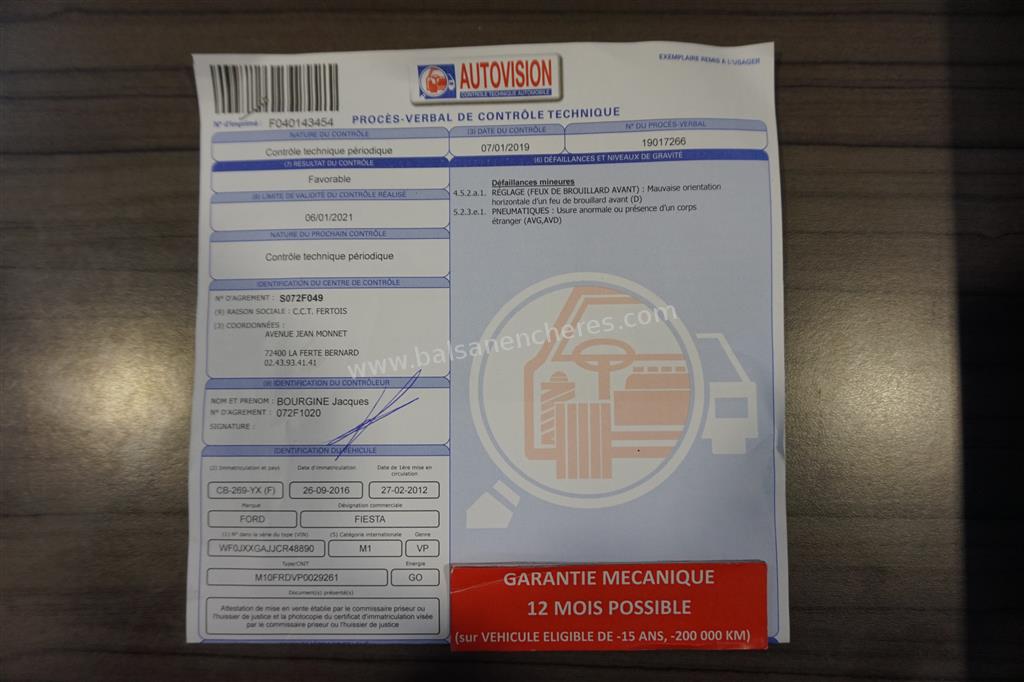 AUTOVISION
CONTROLE TECHNIQUE AUTOMOBILE
EXEMPLAIRE REMIS A L'USAGER
N° d'imprimé : F040143454
PROCÈS-VERBAL DE CONTRÔLE TECHNIQUE
NATURE DU CONTRÔLE
Contrôle technique périodique
(3) DATE DU CONTRÔLE
07/01/2019
N° DU PROCÈS-VERBAL
19017266
(7) RESULTAT DU CONTRÔLE
Favorable
(8) LIMITE DE VALIDITÉ DU CONTRÔLE RÉALISÉ
06/01/2021
NATURE DU PROCHAIN CONTRÔLE
Contrôle technique périodique
IDENTIFICATION DU CENTRE DE CONTRÔLE
N° D'AGREMENT : S072F049
(9) RAISON SOCIALE : C.C.T. FERTOIS
(3) COORDONNÉES :
AVENUE JEAN MONNET
72400 LA FERTE BERNARD
02.43.93.41.41
(9) IDENTIFICATION DU CONTRÔLEUR
NOM ET PRENOM : BOURGINE Jacques
N° D'AGREMENT : 072F1020
SIGNATURE :
IDENTIFICATION DU VÉHICULE
(2) Immatriculation et pays
Date d'immatriculation
Date de 1ère mise en circulation
CB-269-YX (F)
26-09-2016
27-02-2012
Marque
Désignation commerciale
FORD
FIESTA
(1) N° dans la série du type (VIN)
(5) Catégorie internationale
Genre
WF0JXXGAJJCR48890
M1
VP
Type/CNIT
Energie
M10FRDVP0029261
GO
Document(s) présenté(s)
Attestation de mise en vente établie par le commissaire priseur ou
l'huissier de justice et la photocopie du certificat d'immatriculation visée
par le commissaire priseur ou l'huissier de justice
(6) DÉFAILLANCES ET NIVEAUX DE GRAVITÉ
Défaillances mineures
4.5.2.a.1. RÉGLAGE (FEUX DE BROUILLARD AVANT) : Mauvaise orientation
horizontale d'un feu de brouillard avant (D)
5.2.3.e.1. PNEUMATIQUES : Usure anormale ou présence d'un corps
étranger (AVG,AVD)
www.balsanencheres.com
GARANTIE MECANIQUE
12 MOIS POSSIBLE
(sur VEHICULE ELIGIBLE DE -15 ANS, -200 000 KM)